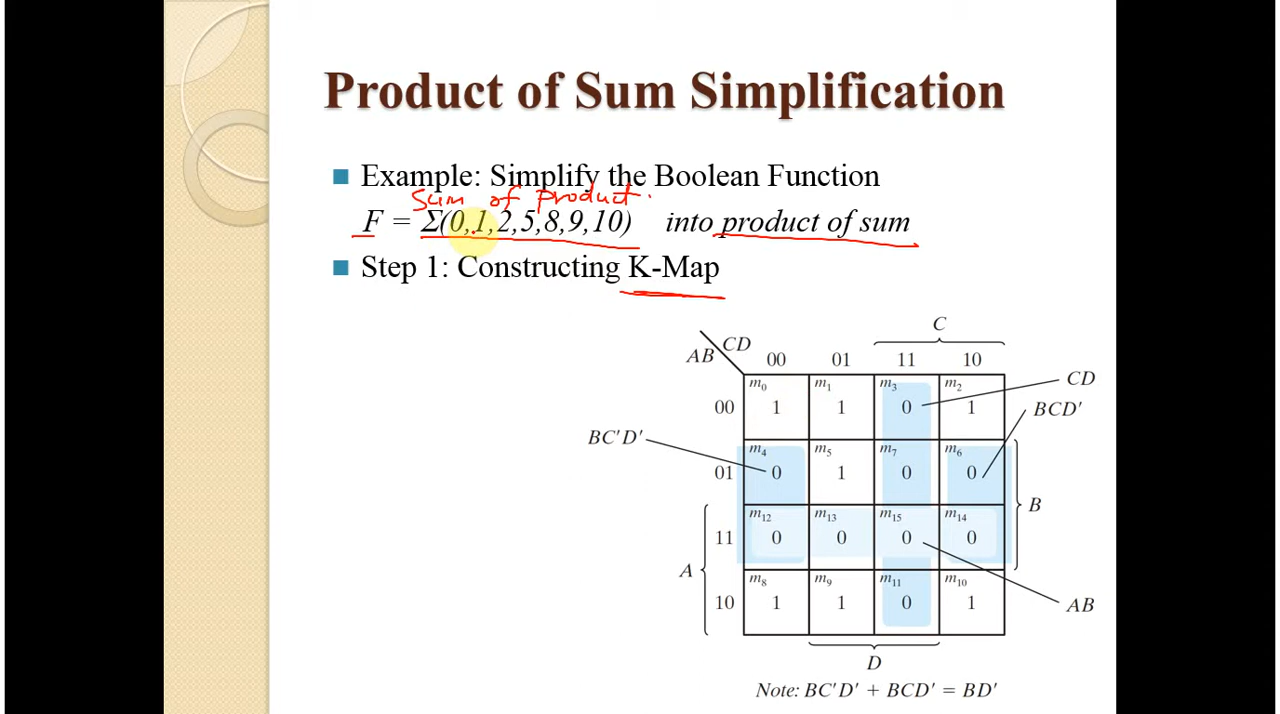 Product of Sum Simplification
Example: Simplify the Boolean Function
Sum of Product.
F = Σ(0,1,2,5,8,9,10) into product of sum
Step 1: Constructing K-Map
C
AB CD 00 01 11 10
m0 m1 m3 m2
00 1 1 0 1
CD
BCD′
BC′D′
m4 m5 m7 m6
01 0 1 0 0
B
m12 m13 m15 m14
11 0 0 0 0
A
m8 m9 m11 m10
10 1 1 0 1
AB
D
Note: BC′D′ + BCD′ = BD′